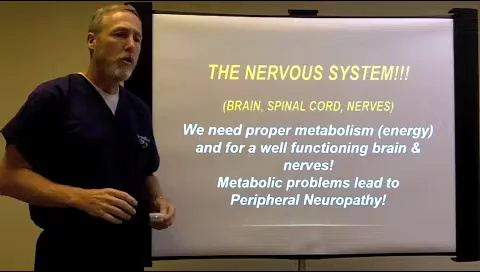 THE NERVOUS SYSTEM!!!
(BRAIN, SPINAL CORD, NERVES)
We need proper metabolism (energy)
and for a well functioning brain &
nerves!
Metabolic problems lead to
Peripheral Neuropathy!